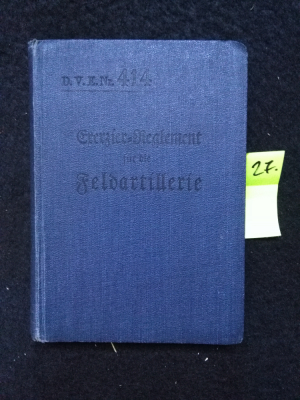 D. V. E. Nr. 414.
Exerzier-Reglement
für die
Feldartillerie
27.